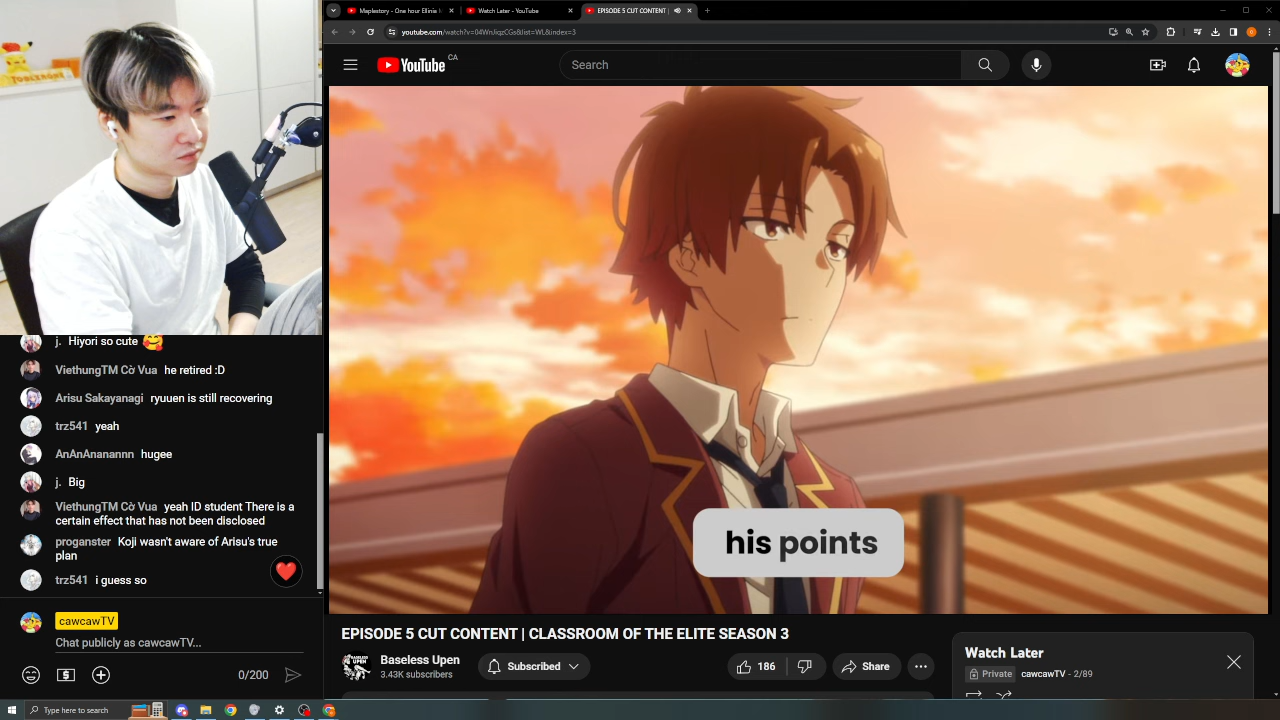 Maplestory - One hour Ellinia
Watch Later - YouTube
EPISODE 5 CUT CONTENT |
youtube.com/watch?v=04WnJiqzCGs&list=WL&index=3
YouTube CA
Search
his points
j. Hiyori so cute
ViethungTM Cờ Vua he retired :D
Arisu Sakayanagi ryuuen is still recovering
trz541 yeah
AnAnAnanannn hugee
j. Big
ViethungTM Cờ Vua yeah ID student There is a
certain effect that has not been disclosed
proganster Koji wasn't aware of Arisu's true
plan
trz541 i guess so
cawcawTV
Chat publicly as cawcawTV...
0/200
EPISODE 5 CUT CONTENT | CLASSROOM OF THE ELITE SEASON 3
Baseless Upen
3.43K subscribers
Subscribed
186
Share
Watch Later
Private cawcawTV - 2/89
Type here to search